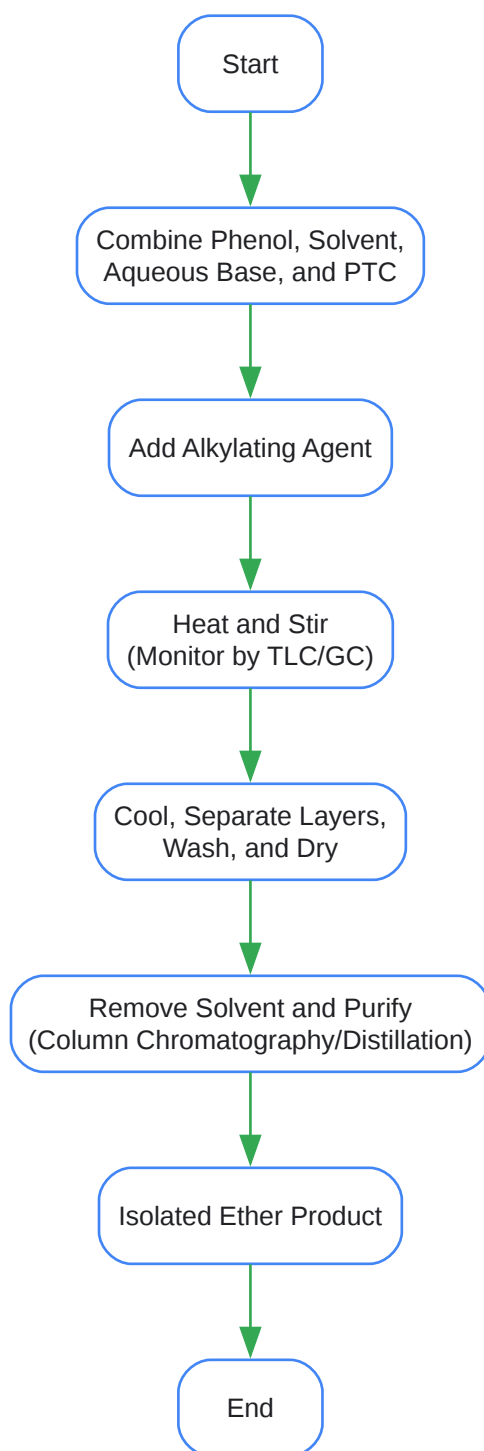 Start
Combine Phenol, Solvent,
Aqueous Base, and PTC
Add Alkylating Agent
Heat and Stir
(Monitor by TLC/GC)
Cool, Separate Layers,
Wash, and Dry
Remove Solvent and Purify
(Column Chromatography/Distillation)
Isolated Ether Product
End